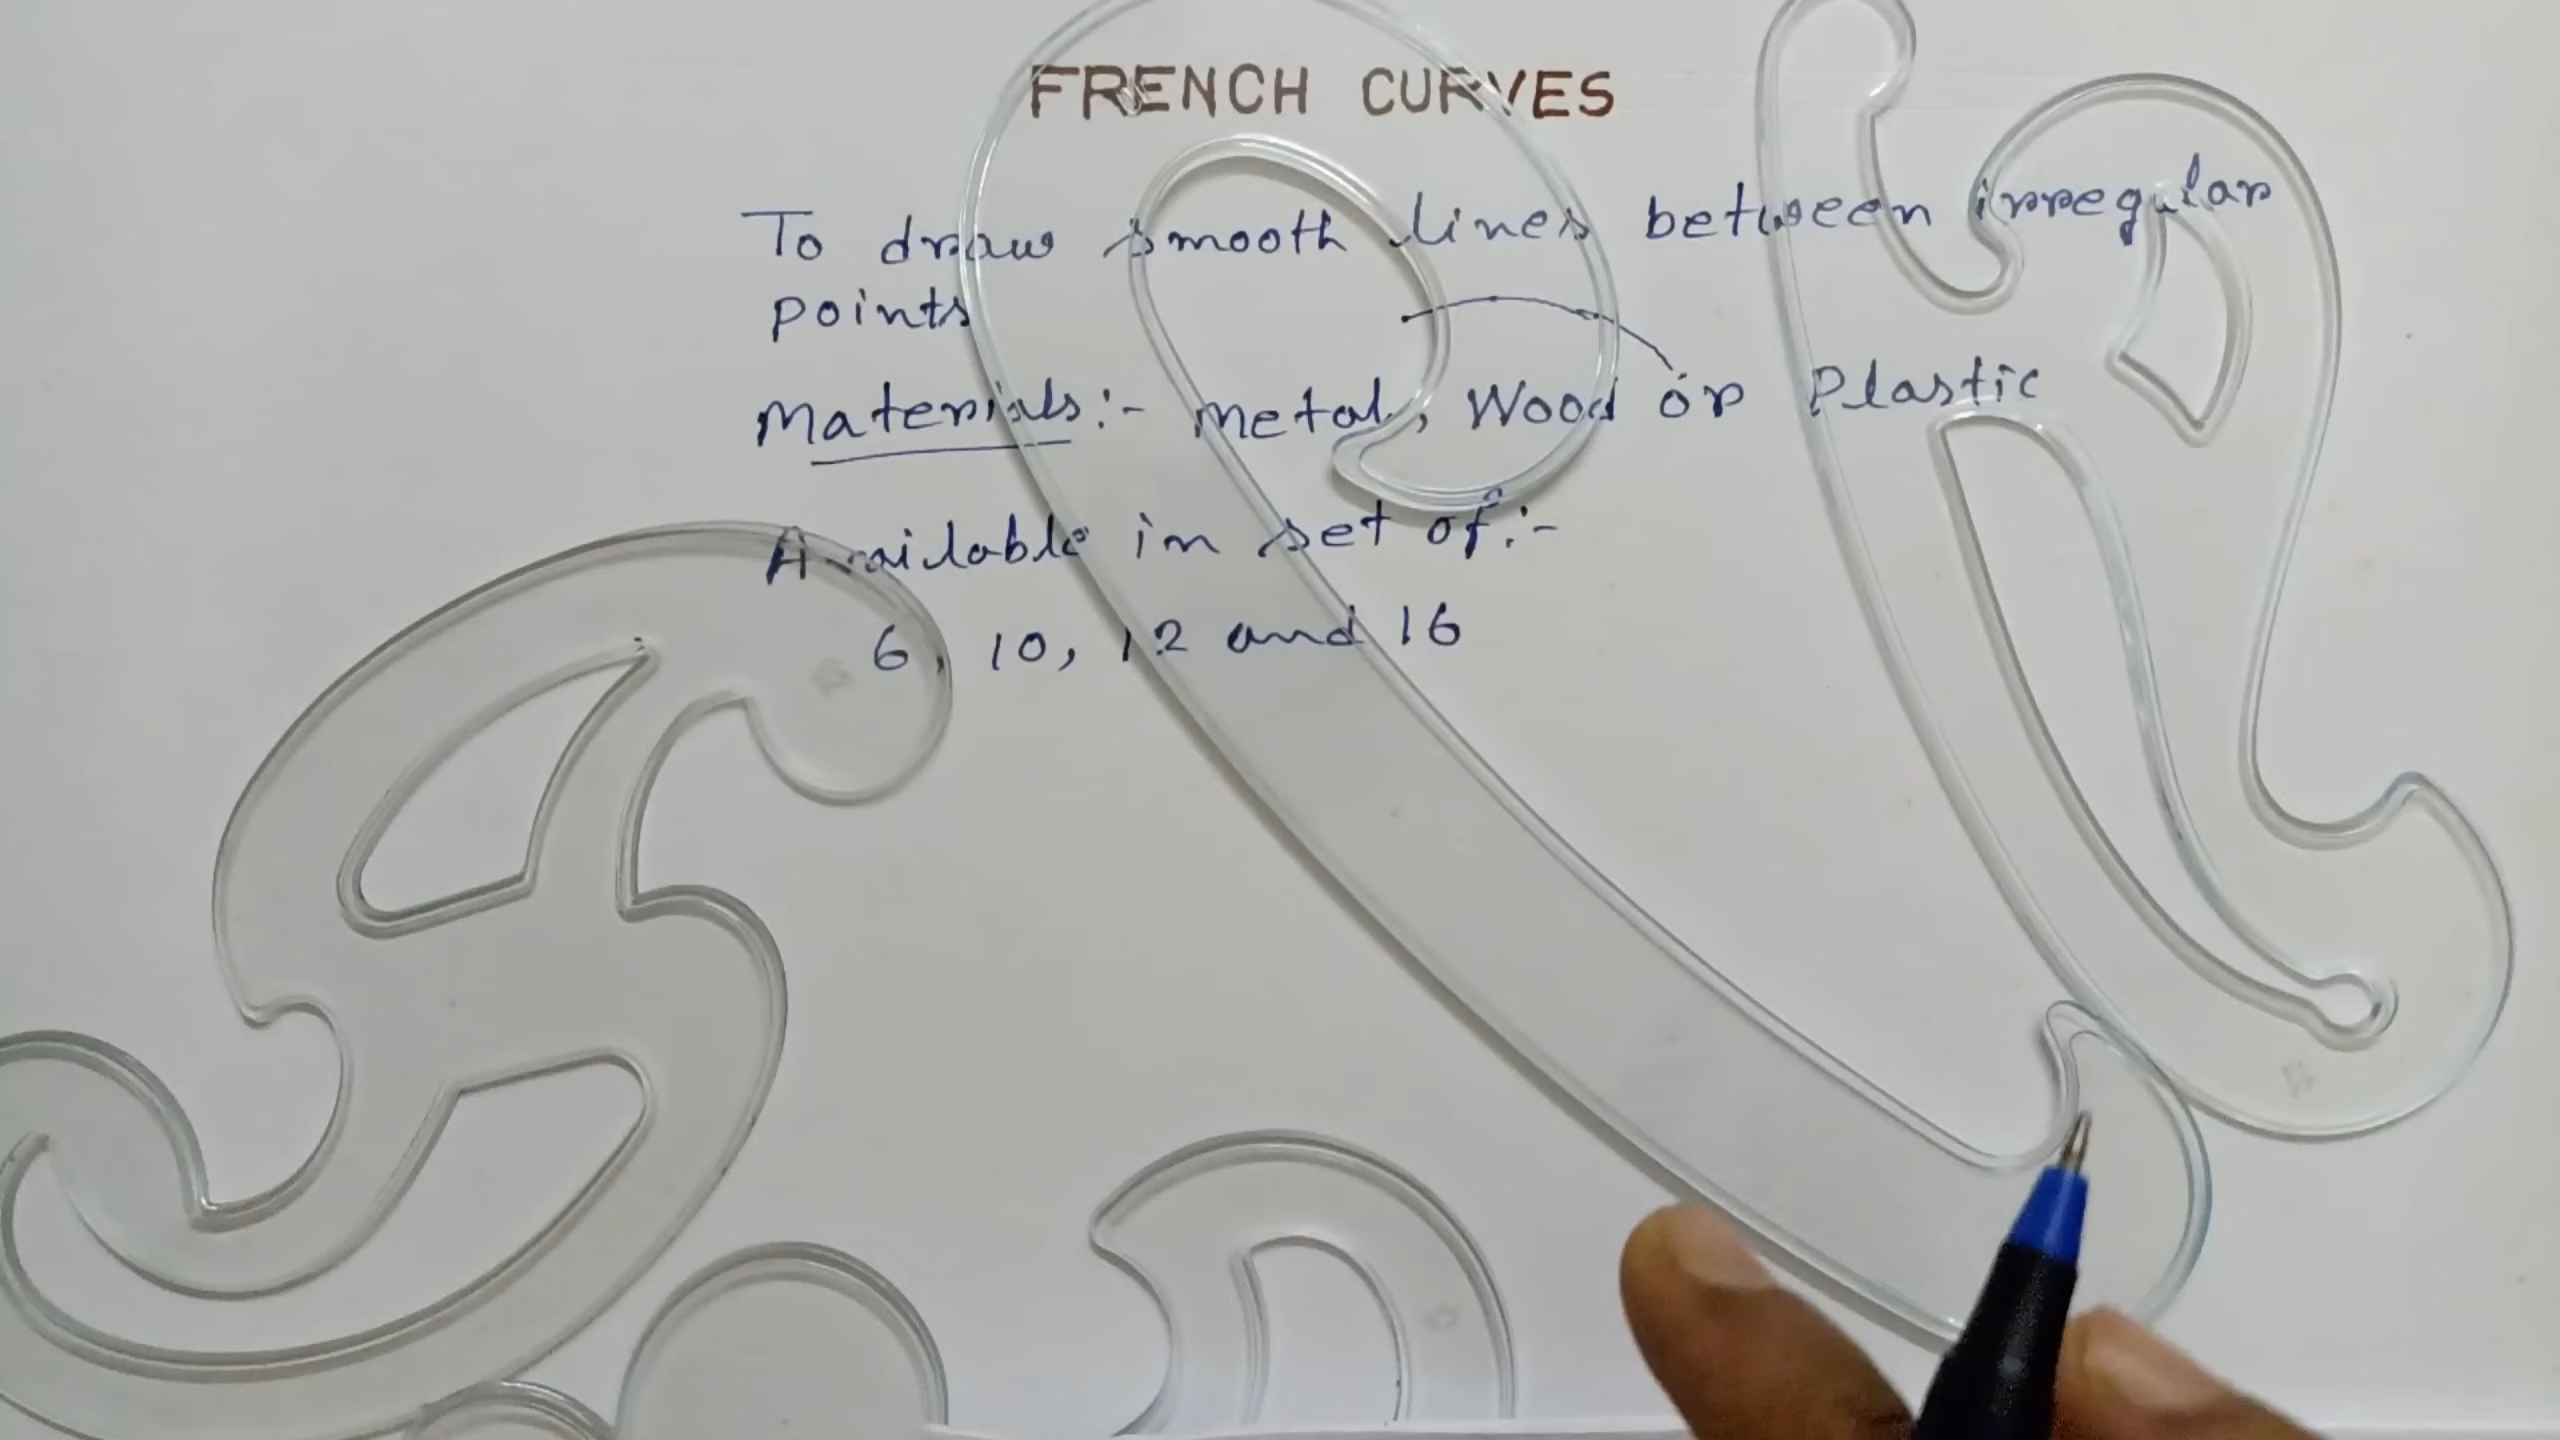 FRENCH CURVES
To draw smooth lines between irregular
points
Materials:- Metal, Wood or Plastic
Available in set of:-
6, 10, 12 and 16